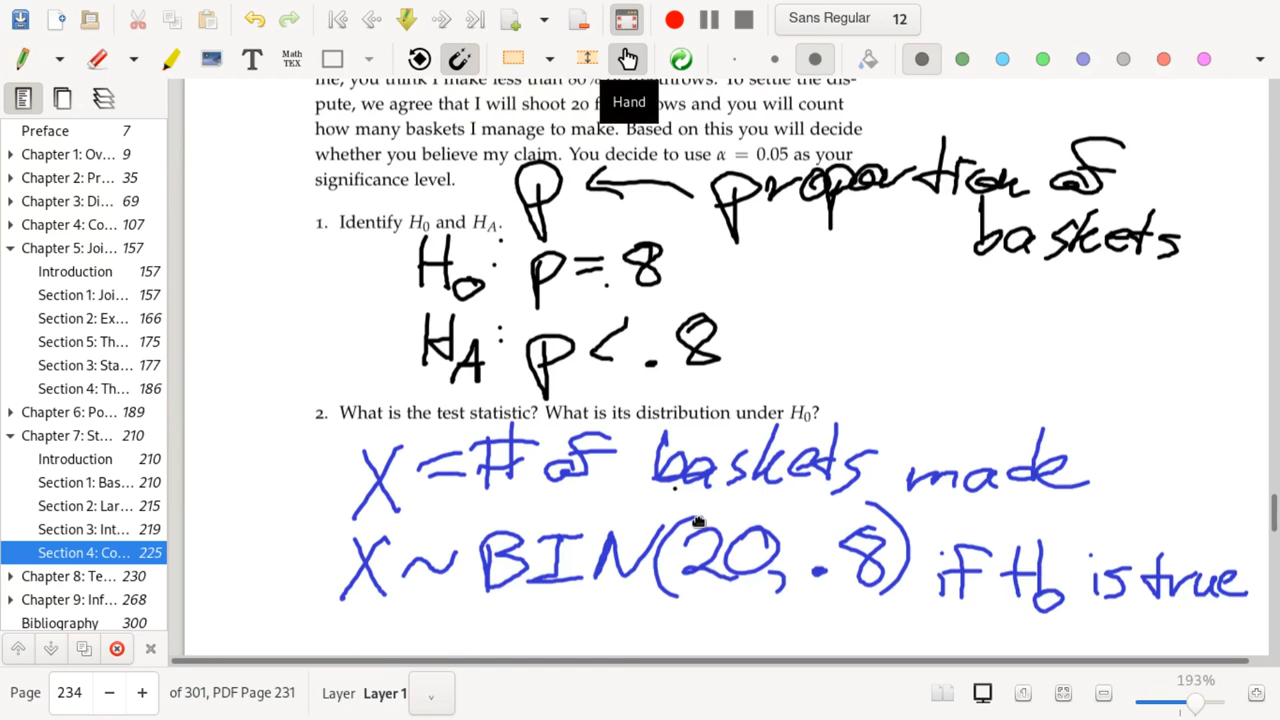 Sans Regular 12
Math
TEX
Hand
Preface 7
Chapter 1: Ov... 9
Chapter 2: Pr... 35
Chapter 3: Di... 69
Chapter 4: Co... 107
Chapter 5: Joi... 157
Introduction 157
Section 1: Joi... 157
Section 2: Ex... 166
Section 5: Th... 175
Section 3: Sta... 177
Section 4: Th... 186
Chapter 6: Po... 189
Chapter 7: St... 210
Introduction 210
Section 1: Bas... 210
Section 2: Lar... 215
Section 3: Int... 219
Section 4: Co... 225
Chapter 8: Te... 230
Chapter 9: Inf... 268
Bibliography 300
me, you think I make less than
pute, we agree that I will shoot 20 and you will count
how many baskets I manage to make. Based on this you will decide
whether you believe my claim. You decide to use α = 0.05 as your
significance level.
P ← proportion of
baskets
1. Identify H0 and HA.
H0: p = .8
HA: p < .8
2. What is the test statistic? What is its distribution under H0?
X = # of baskets made
X ~ BIN(20, .8) if H0 is true
Page 234 of 301, PDF Page 231
Layer Layer 1
193%